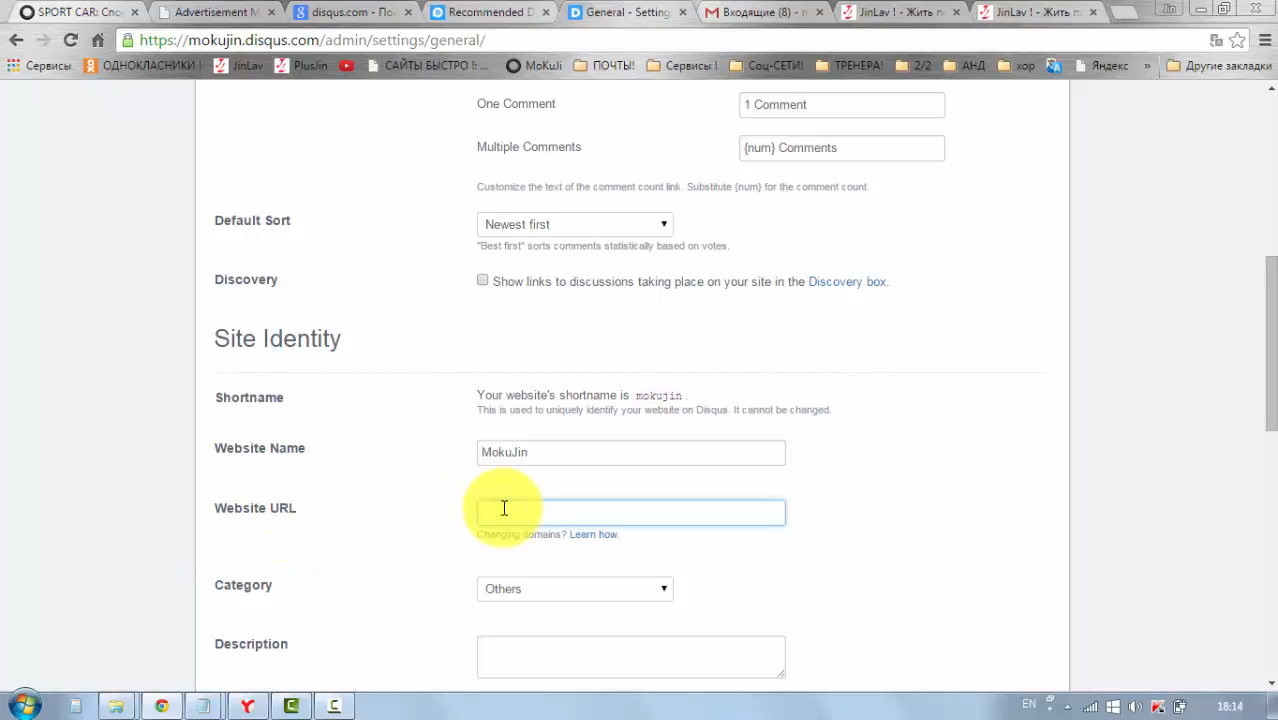 SPORT CAR: Спо
Advertisement M
disqus.com - По
Recommended D
General - Setting
Входящие (8) - m
JinLav ! - Жить п
JinLav ! - Жить п
https://mokujin.disqus.com/admin/settings/general/
Сервисы
ОДНОКЛАСНИКИ
JinLav
PlusJin
САЙТЫ БЫСТРО !: ...
MoKuJi
ПОЧТЫ!
Сервисы !
Соц-СЕТИ!
ТРЕНЕРА!
2/2
АНД
хор
Яндекс
»
Другие закладки
One Comment
1 Comment
Multiple Comments
{num} Comments
Customize the text of the comment count link. Substitute {num} for the comment count.
Default Sort
Newest first
"Best first" sorts comments statistically based on votes.
Discovery
Show links to discussions taking place on your site in the Discovery box.
Site Identity
Shortname
Your website's shortname is mokujin.
This is used to uniquely identify your website on Disqus. It cannot be changed.
Website Name
MokuJin
Website URL
Changing domains? Learn how.
Category
Others
Description
EN
18:14